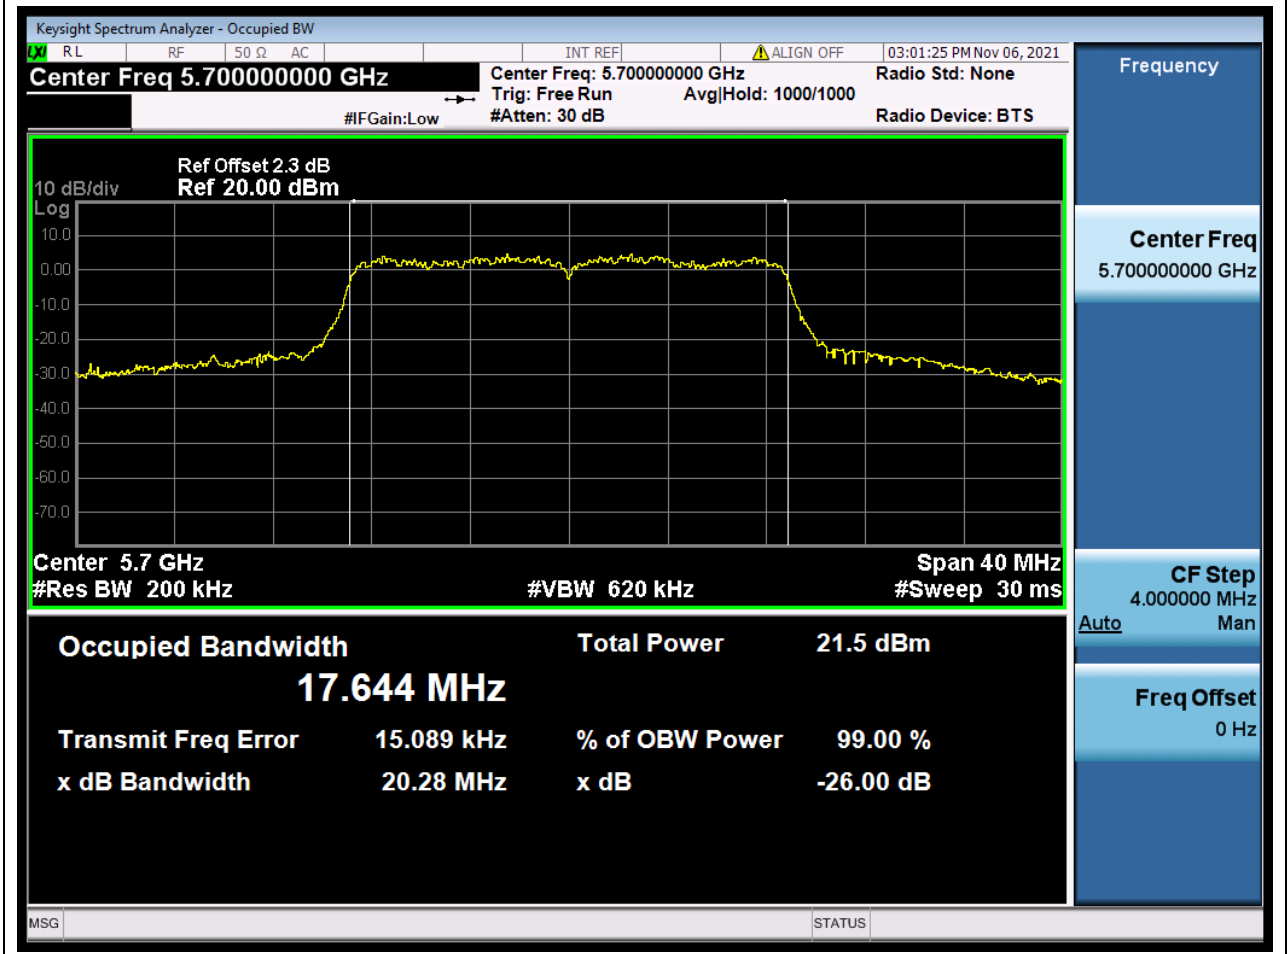 Keysight Spectrum Analyzer - Occupied BW
LXI RL RF 50 Ω AC INT REF ALIGN OFF 03:01:25 PM Nov 06, 2021
Center Freq 5.700000000 GHz
Center Freq: 5.700000000 GHz
Radio Std: None
Trig: Free Run Avg|Hold: 1000/1000
#IFGain:Low
#Atten: 30 dB
Radio Device: BTS
Frequency
Ref Offset 2.3 dB
10 dB/div Ref 20.00 dBm
Log
10.0
0.00
-10.0
-20.0
-30.0
-40.0
-50.0
-60.0
-70.0
Center 5.7 GHz Span 40 MHz
#Res BW 200 kHz #VBW 620 kHz #Sweep 30 ms
Center Freq
5.700000000 GHz
CF Step
4.000000 MHz
Auto Man
Freq Offset
0 Hz
Occupied Bandwidth Total Power 21.5 dBm
17.644 MHz
Transmit Freq Error 15.089 kHz % of OBW Power 99.00 %
x dB Bandwidth 20.28 MHz x dB -26.00 dB
MSG STATUS